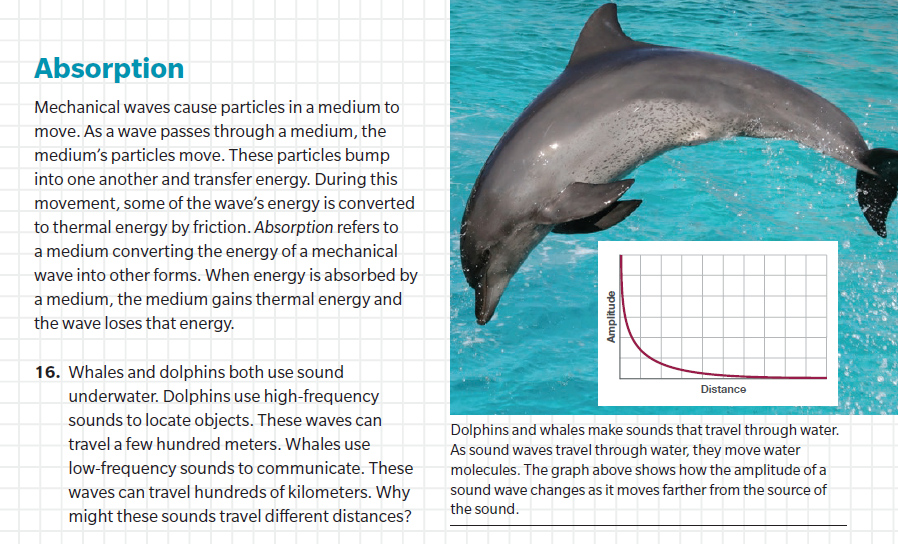 Absorption
Mechanical waves cause particles in a medium to
move. As a wave passes through a medium, the
medium's particles move. These particles bump
into one another and transfer energy. During this
movement, some of the wave's energy is converted
to thermal energy by friction. Absorption refers to
a medium converting the energy of a mechanical
wave into other forms. When energy is absorbed by
a medium, the medium gains thermal energy and
the wave loses that energy.
16. Whales and dolphins both use sound
underwater. Dolphins use high-frequency
sounds to locate objects. These waves can
travel a few hundred meters. Whales use
low-frequency sounds to communicate. These
waves can travel hundreds of kilometers. Why
might these sounds travel different distances?
Amplitude
Distance
Dolphins and whales make sounds that travel through water.
As sound waves travel through water, they move water
molecules. The graph above shows how the amplitude of a
sound wave changes as it moves farther from the source of
the sound.